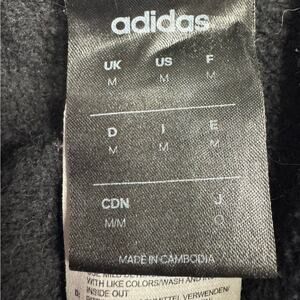 adidas
UK US F
M M M
D I E
M M M
CDN J
M/M O
MADE IN CAMBODIA
WITH LIKE COLORS/WASH AND
INSIDE OUT